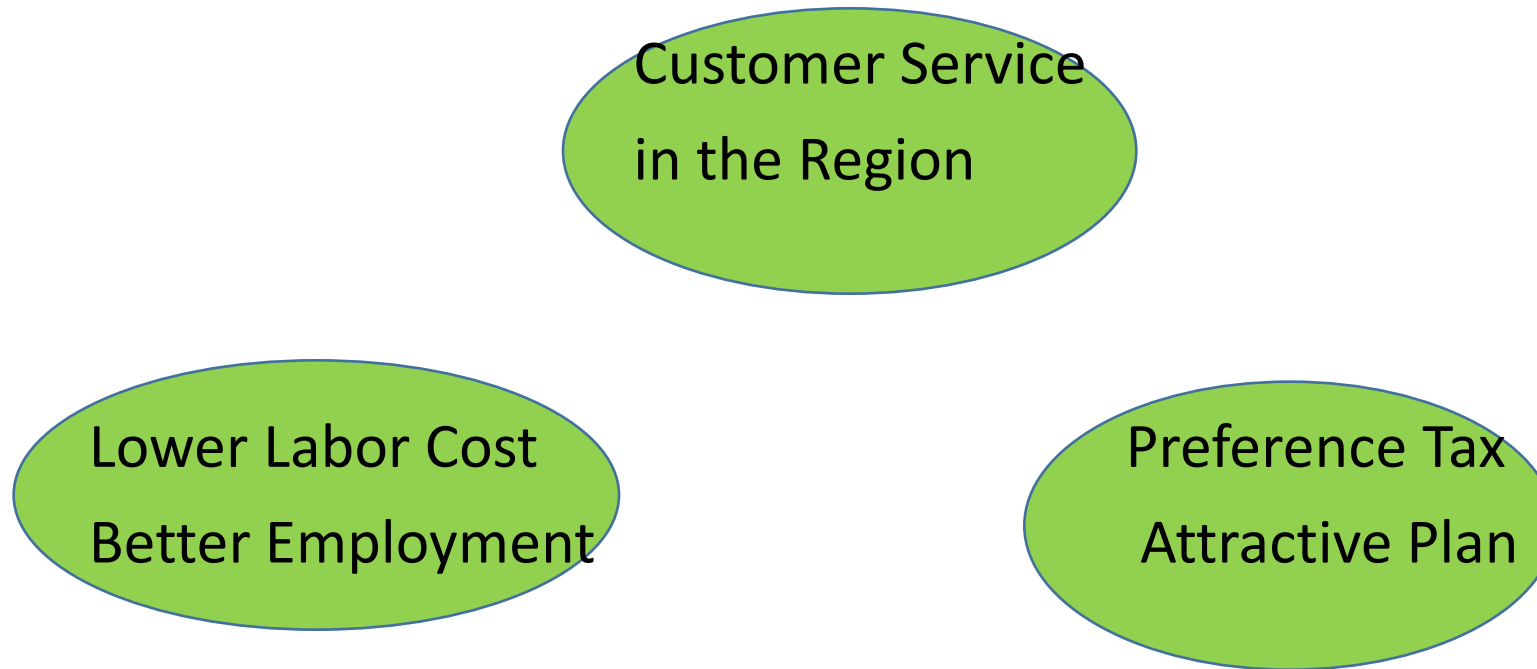 Customer Service
in the Region
Lower Labor Cost
Better Employment
Preference Tax
Attractive Plan